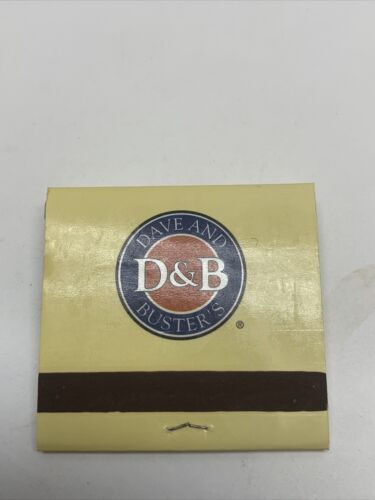 DAVE AND
D&B
BUSTER'S
®